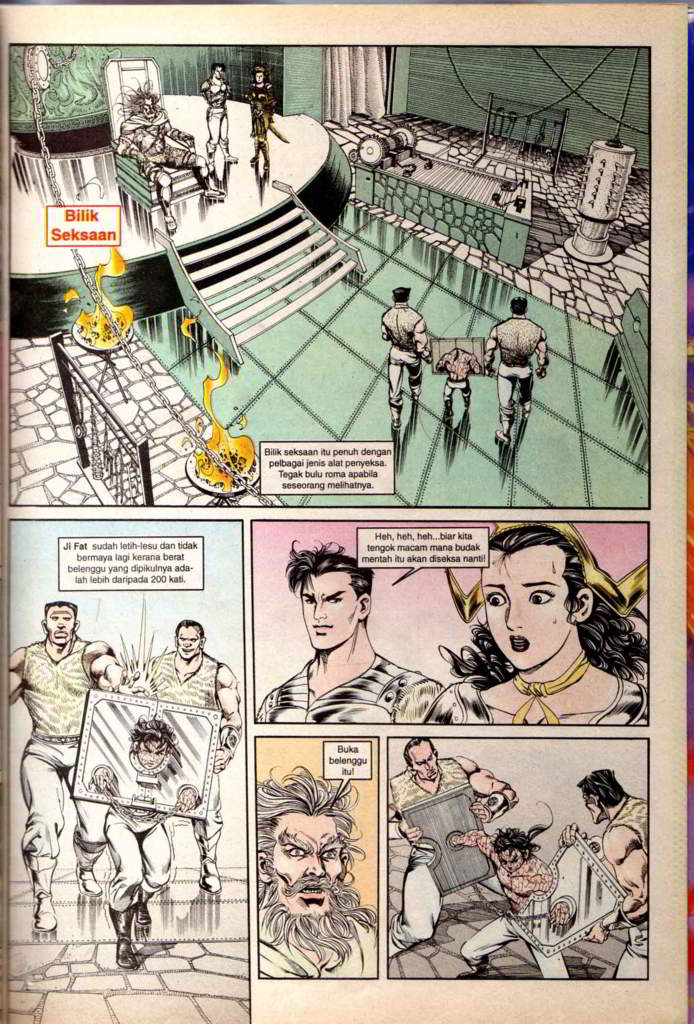 Bilik
Seksaan
Bilik seksaan itu penuh dengan
pelbagai jenis alat penyeksa.
Tegak bulu roma apabila
seseorang melihatnya.
Ji Fat sudah letih-lesu dan tidak
bermaya lagi kerana berat
belenggu yang dipikulnya ada-
lah lebih daripada 200 kati.
Heh, heh, heh...biar kita
tengok macam mana budak
mentah itu akan diseksa nanti!
Buka
belenggu
itu!